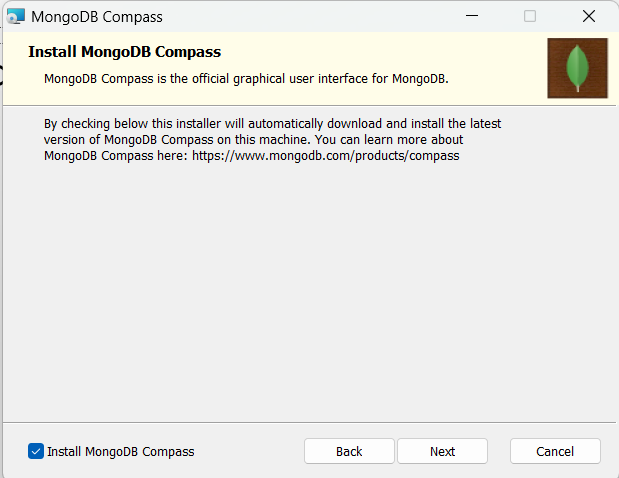 MongoDB Compass
Install MongoDB Compass
MongoDB Compass is the official graphical user interface for MongoDB.
By checking below this installer will automatically download and install the latest
version of MongoDB Compass on this machine. You can learn more about
MongoDB Compass here: https://www.mongodb.com/products/compass
Install MongoDB Compass
Back
Next
Cancel